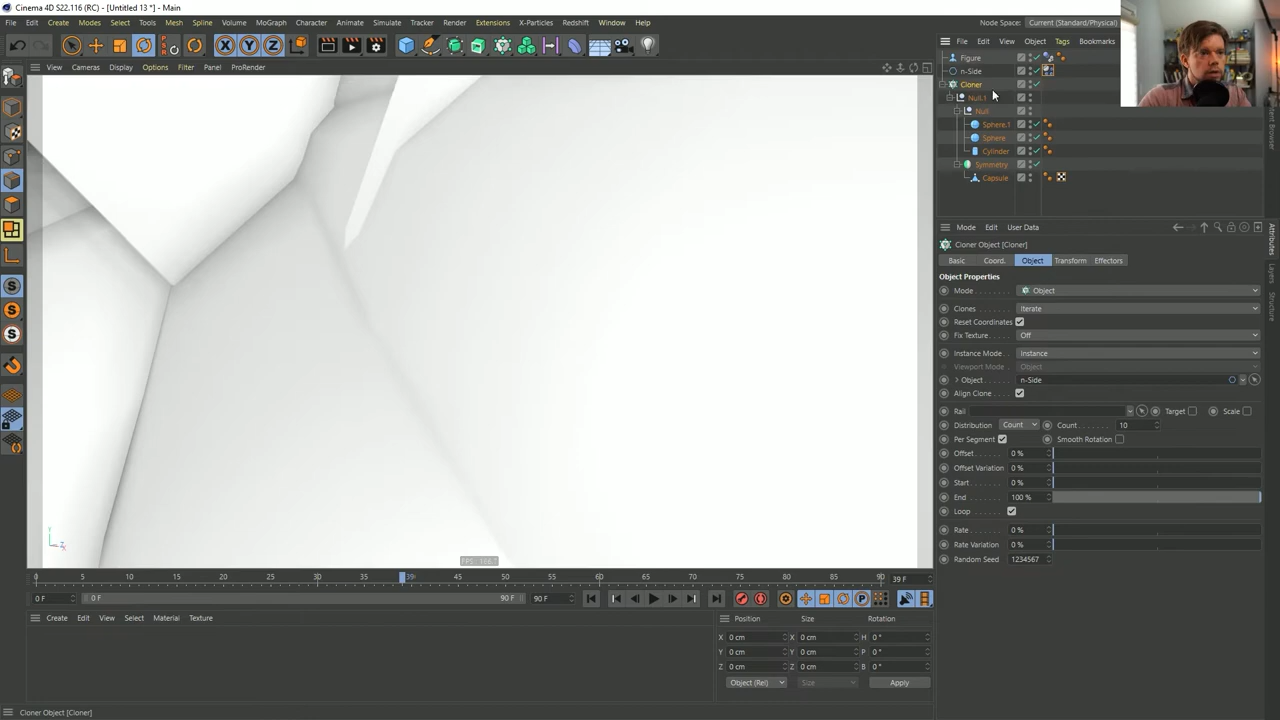 Cinema 4D S22.116 (RC) - [Untitled 13 *] - Main
File Edit Create Modes Select Tools Mesh Spline Volume MoGraph Character Animate Simulate Tracker Render Extensions X-Particles Redshift Window Help
Node Space: Current (Standard/Physical)
View Cameras Display Options Filter Panel ProRender
File Edit View Object Tags Bookmarks
Figure
n-Side
Cloner
Null.1
Null
Sphere.1
Sphere
Cylinder
Symmetry
Capsule
Mode Edit User Data
Cloner Object [Cloner]
Basic Coord. Object Transform Effectors
Object Properties
Mode Object
Clones Iterate
Reset Coordinates
Fix Texture Off
Instance Mode Instance
Viewport Mode Object
Object n-Side
Align Clone
Rail Target Scale
Distribution Count Count 10
Per Segment Smooth Rotation
Offset 0 %
Offset Variation 0 %
Start 0 %
End 100 %
Loop
Rate 0 %
Rate Variation 0 %
Random Seed 1234567
Attributes
Layers
Structure
Y
Z
X
0 5 10 15 20 25 30 39 45 50 55 60 65 70 75 80 85 90 39 F
0 F 0 F 90 F 90 F
Create Edit View Select Material Texture
Position Size Rotation
X 0 cm X 0 cm H 0 °
Y 0 cm Y 0 cm P 0 °
Z 0 cm Z 0 cm B 0 °
Object (Rel) Size Apply
Cloner Object [Cloner]